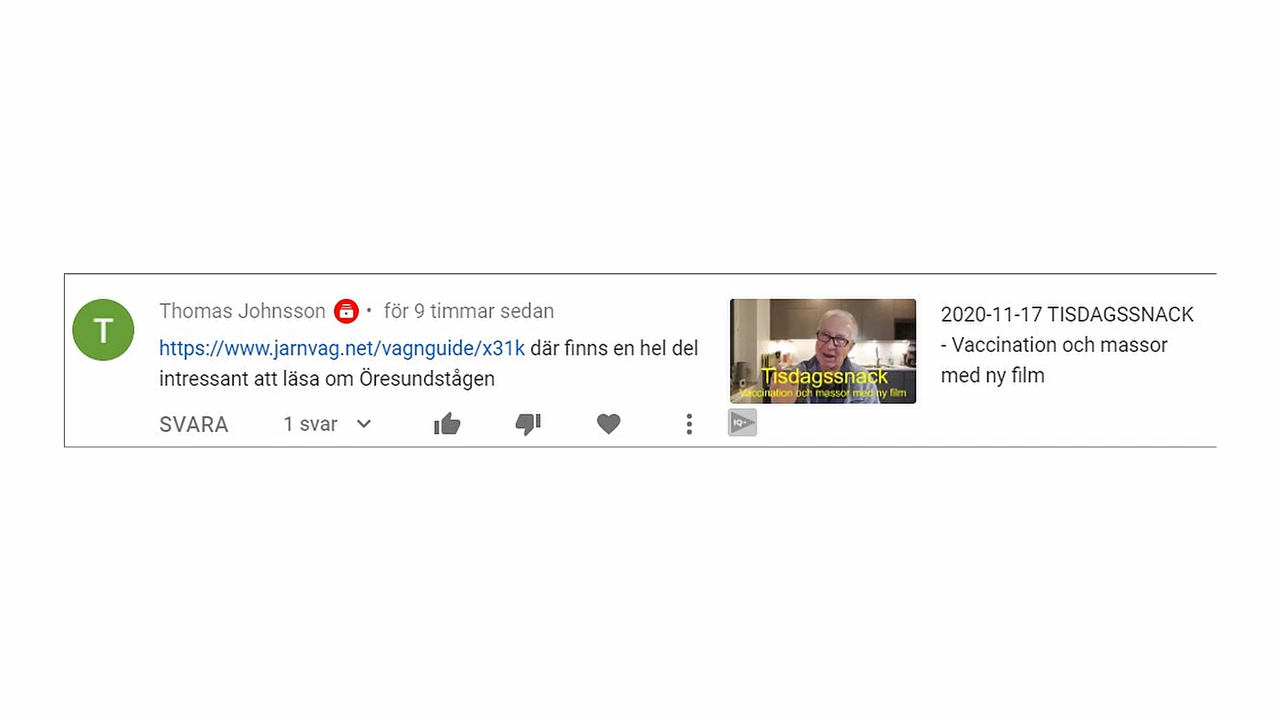 T
Thomas Johnsson • för 9 timmar sedan
https://www.jarnvag.net/vagnguide/x31k där finns en hel del
intressant att läsa om Öresundstågen
SVARA 1 svar
Tisdagssnack
Vaccination och massor med ny film
IQ
2020-11-17 TISDAGSSNACK
- Vaccination och massor
med ny film